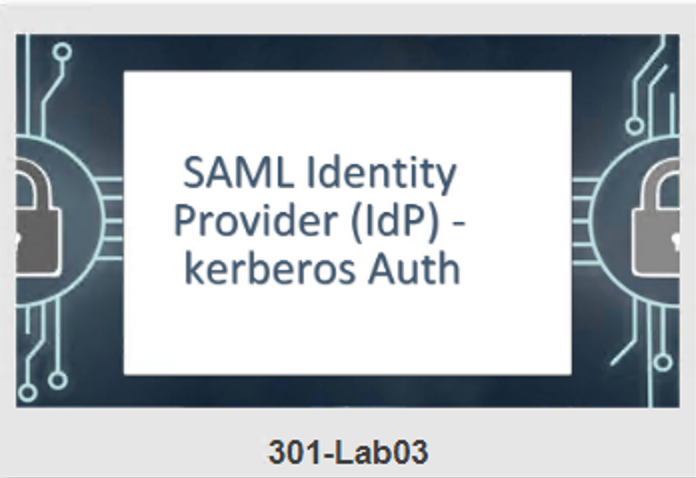 SAML Identity
Provider (IdP) -
kerberos Auth
301-Lab03